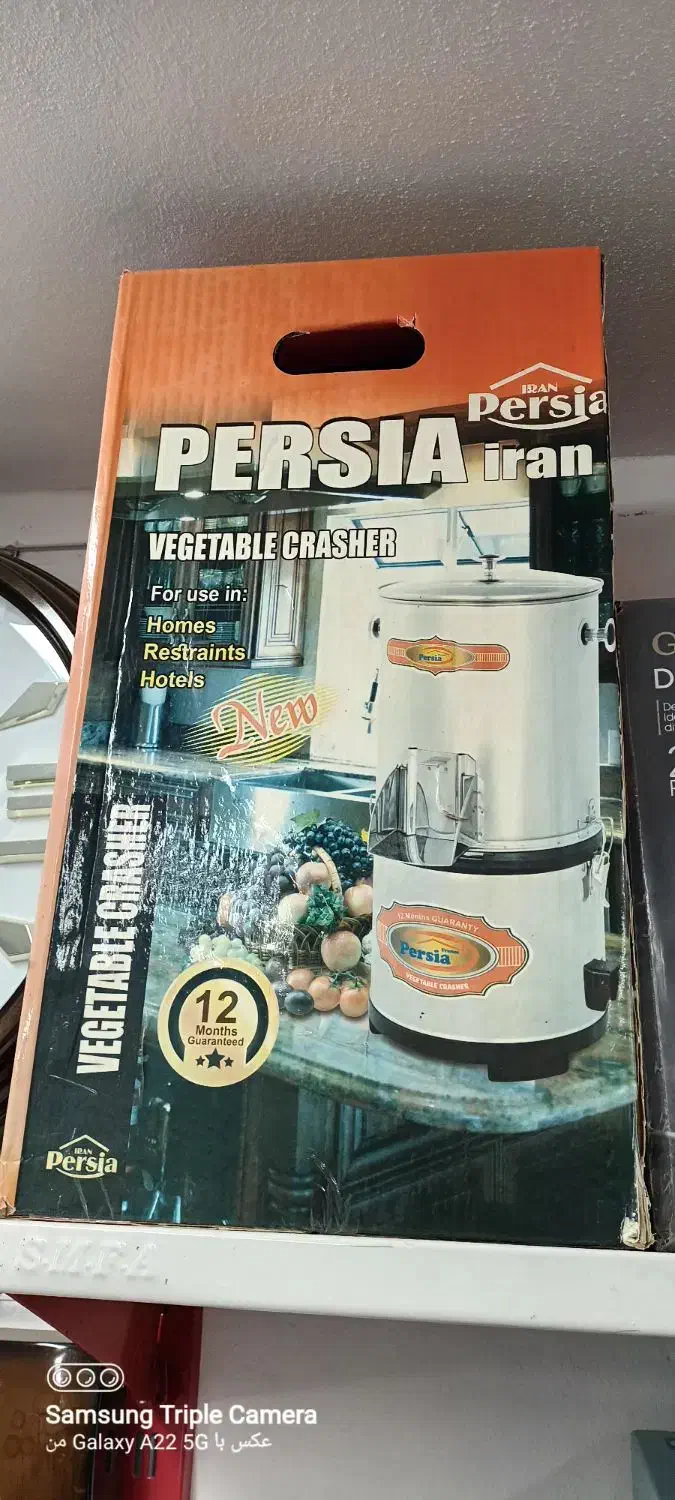 IRAN
Persia
PERSIA iran
VEGETABLE CRASHER
For use in:
Homes
Restraints
Hotels
New
Persia
VEGETABLE CRASHER
12 Months GUARANTY
Persia
VEGETABLE CRASHER
12
Months
Guaranteed
IRAN
Persia
G
D
SMFA
Samsung Triple Camera
عکس با Galaxy A22 5G من